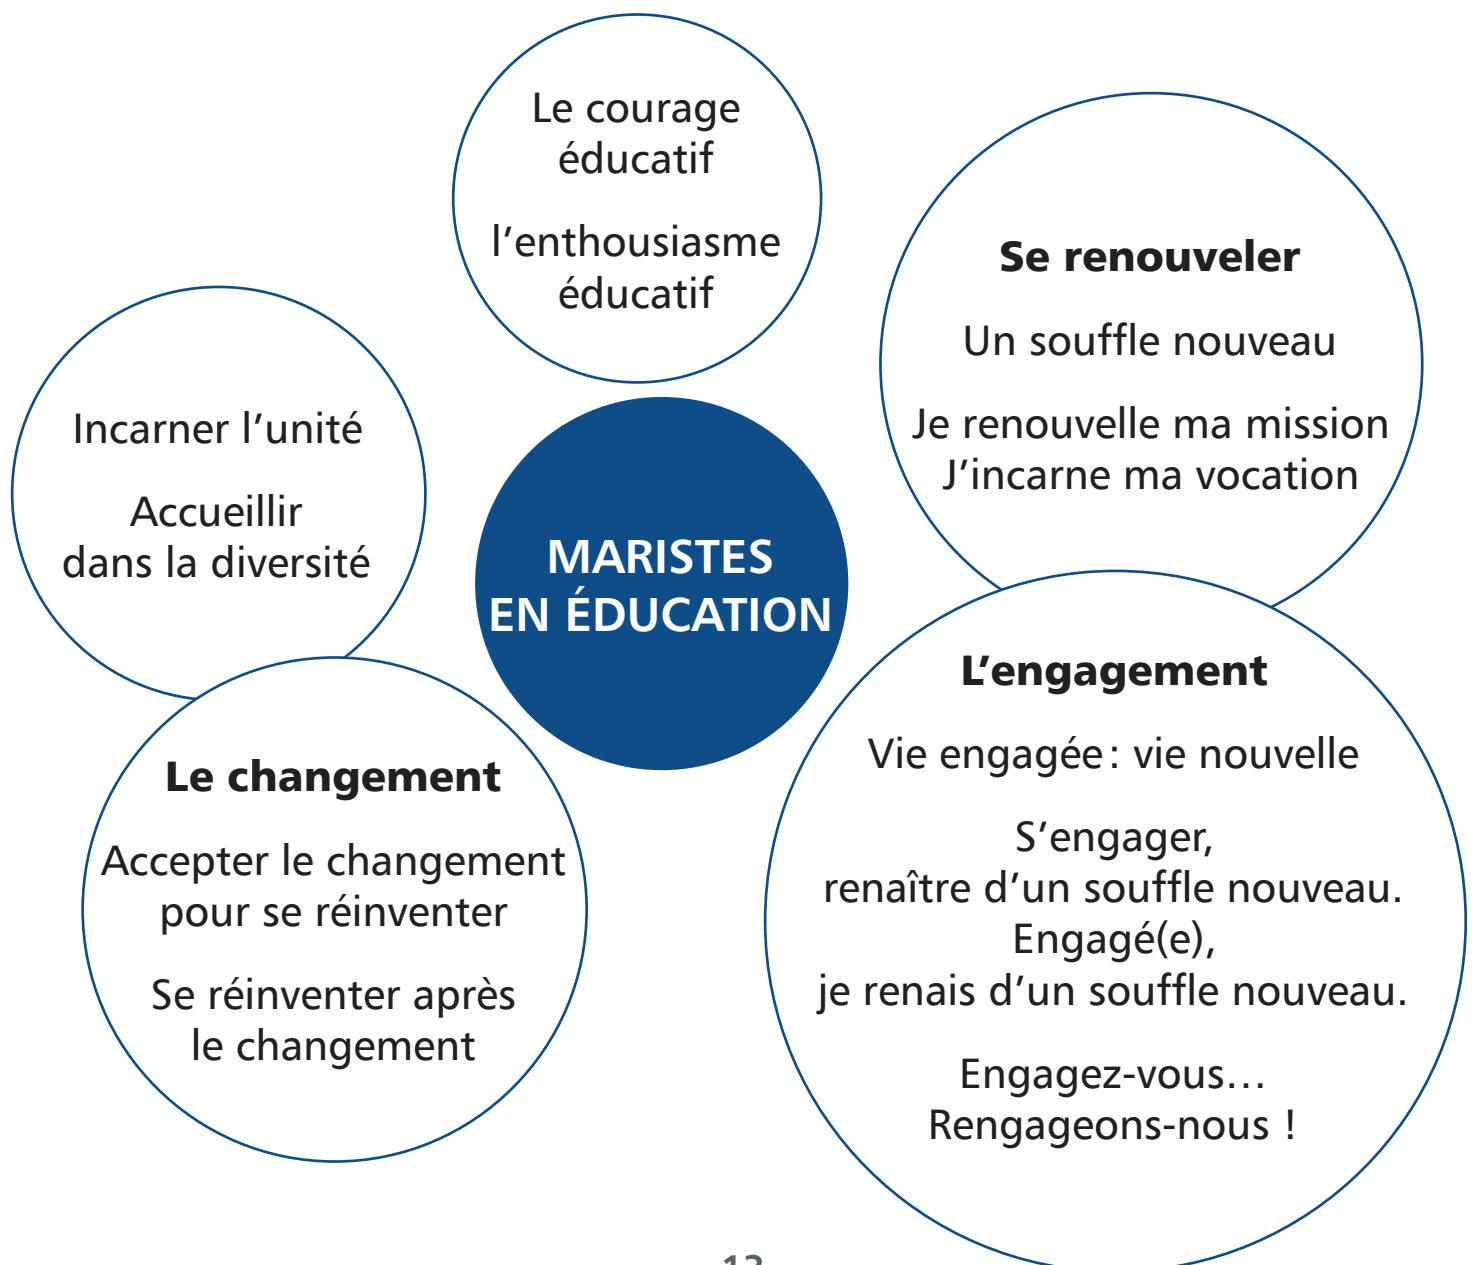 Le courage
éducatif
l'enthousiasme
éducatif
Se renouveler
Un souffle nouveau
Je renouvelle ma mission
J'incarne ma vocation
Incarner l'unité
Accueillir
dans la diversité
MARISTES
EN ÉDUCATION
L'engagement
Vie engagée : vie nouvelle
S'engager,
renaître d'un souffle nouveau.
Engagé(e),
je renais d'un souffle nouveau.
Engagez-vous…
Rengageons-nous !
Le changement
Accepter le changement
pour se réinventer
Se réinventer après
le changement